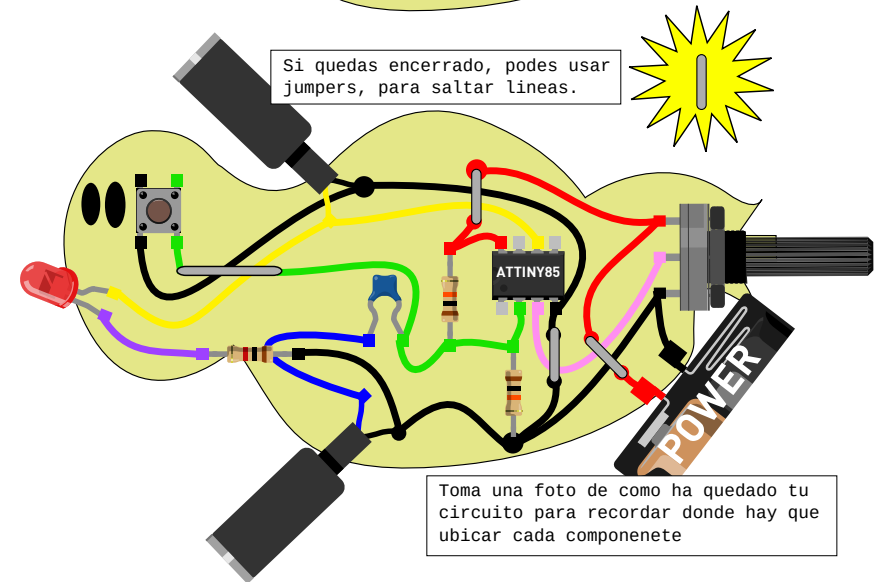 Si quedas encerrado, podes usar
jumpers, para saltar lineas.
ATTINY85
POWER
Toma una foto de como ha quedado tu
circuito para recordar donde hay que
ubicar cada componenete